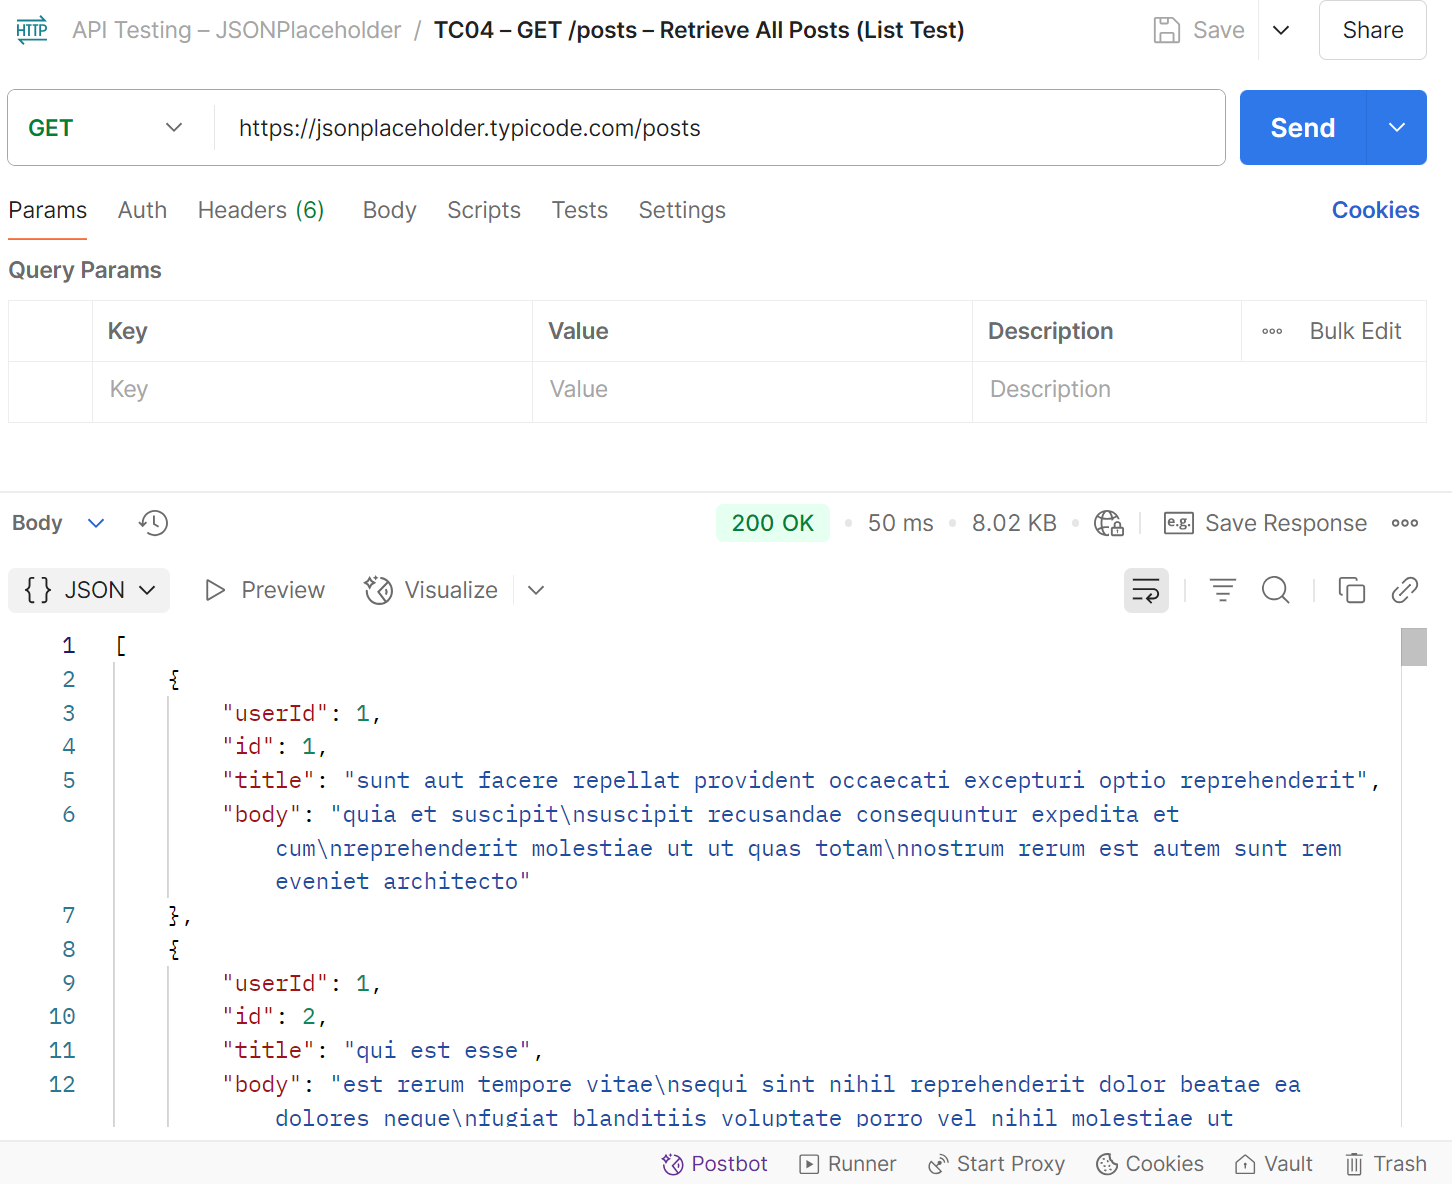 HTTP API Testing – JSONPlaceholder / TC04 – GET /posts – Retrieve All Posts (List Test) Save Share
GET https://jsonplaceholder.typicode.com/posts Send
Params Auth Headers (6) Body Scripts Tests Settings Cookies
Query Params
Key Value Description Bulk Edit
Key Value Description
Body 200 OK 50 ms 8.02 KB e.g. Save Response
{} JSON Preview Visualize
1 [
2 {
3 "userId": 1,
4 "id": 1,
5 "title": "sunt aut facere repellat provident occaecati excepturi optio reprehenderit",
6 "body": "quia et suscipit\nsuscipit recusandae consequuntur expedita et
cum\nreprehenderit molestiae ut ut quas totam\nnostrum rerum est autem sunt rem
eveniet architecto"
7 },
8 {
9 "userId": 1,
10 "id": 2,
11 "title": "qui est esse",
12 "body": "est rerum tempore vitae\nsequi sint nihil reprehenderit dolor beatae ea
dolores neque\nfugiat blanditiis voluptate porro vel nihil molestiae ut
Postbot Runner Start Proxy Cookies Vault Trash